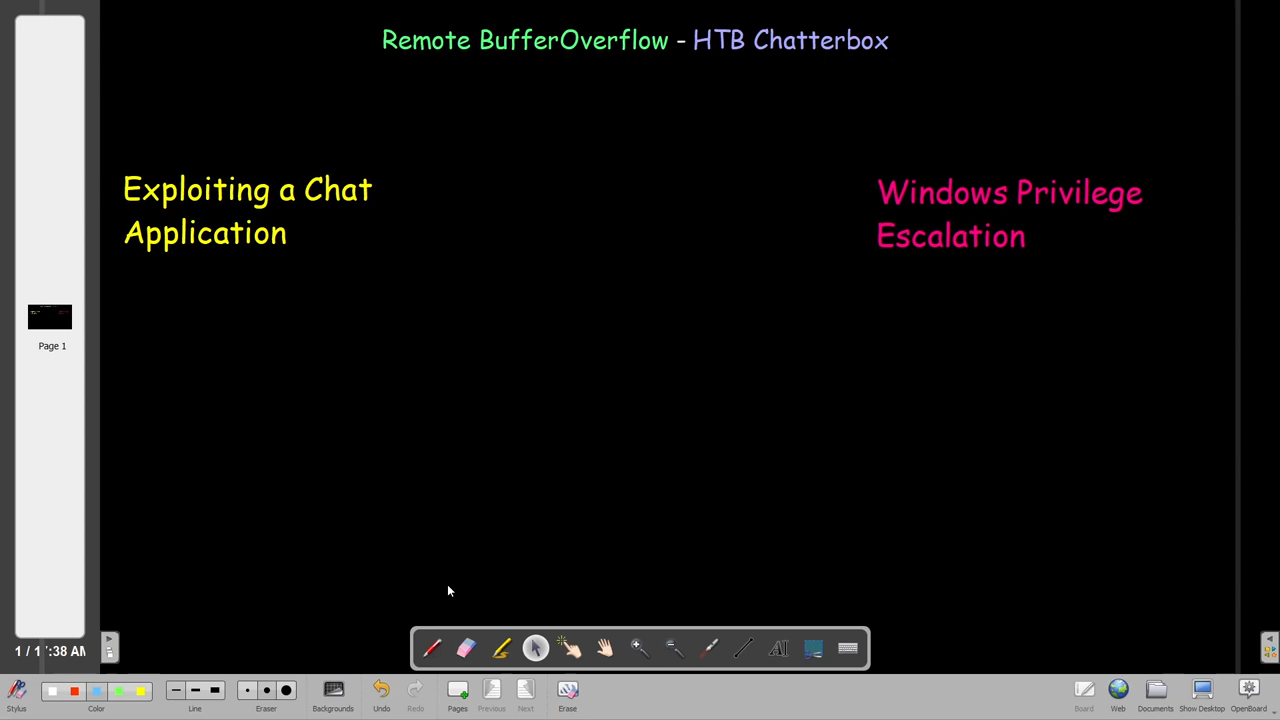 Remote BufferOverflow - HTB Chatterbox
Exploiting a Chat
Application
Windows Privilege
Escalation
Page 1
Stylus
Color
Line
Eraser
Backgrounds
Undo
Redo
Pages
Previous
Next
Erase
Board
Web
Documents
Show Desktop
OpenBoard